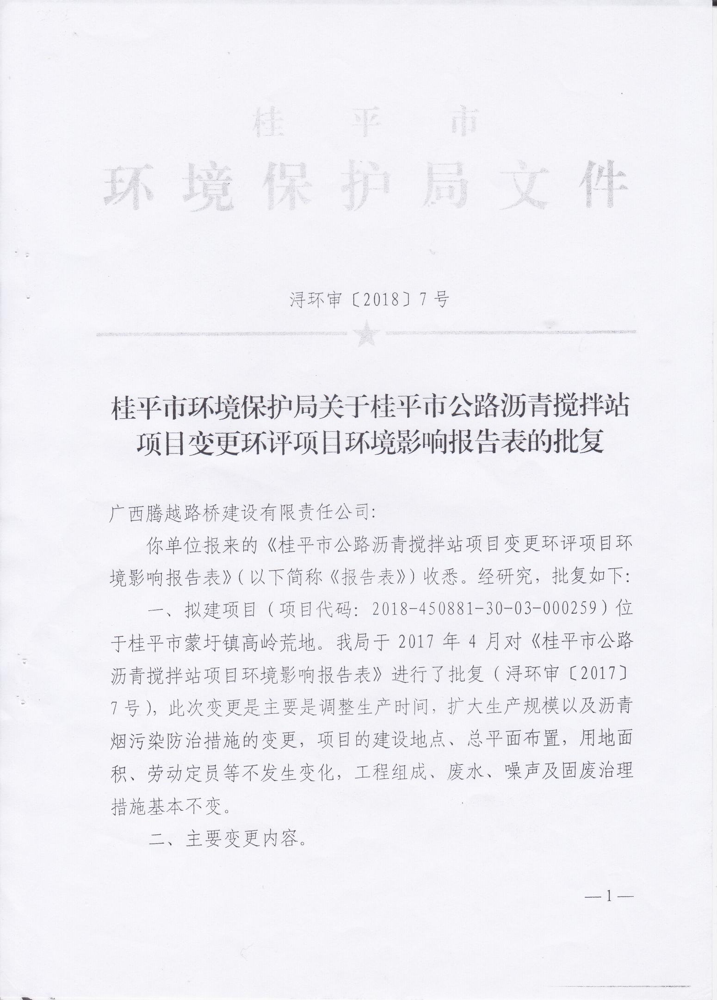 桂平市
环境保护局文件
浔环审〔2018〕7号
桂平市环境保护局关于桂平市公路沥青搅拌站
项目变更环评项目环境影响报告表的批复
广西腾越路桥建设有限责任公司：
你单位报来的《桂平市公路沥青搅拌站项目变更环评项目环
境影响报告表》（以下简称《报告表》）收悉。经研究，批复如下：
一、拟建项目（项目代码：2018-450881-30-03-000259）位
于桂平市蒙圩镇高岭荒地。我局于 2017 年 4 月对《桂平市公路
沥青搅拌站项目环境影响报告表》进行了批复（浔环审〔2017〕
7号），此次变更是主要是调整生产时间，扩大生产规模以及沥青
烟污染防治措施的变更，项目的建设地点、总平面布置，用地面
积、劳动定员等不发生变化，工程组成、废水、噪声及固废治理
措施基本不变。
二、主要变更内容。
— 1 —